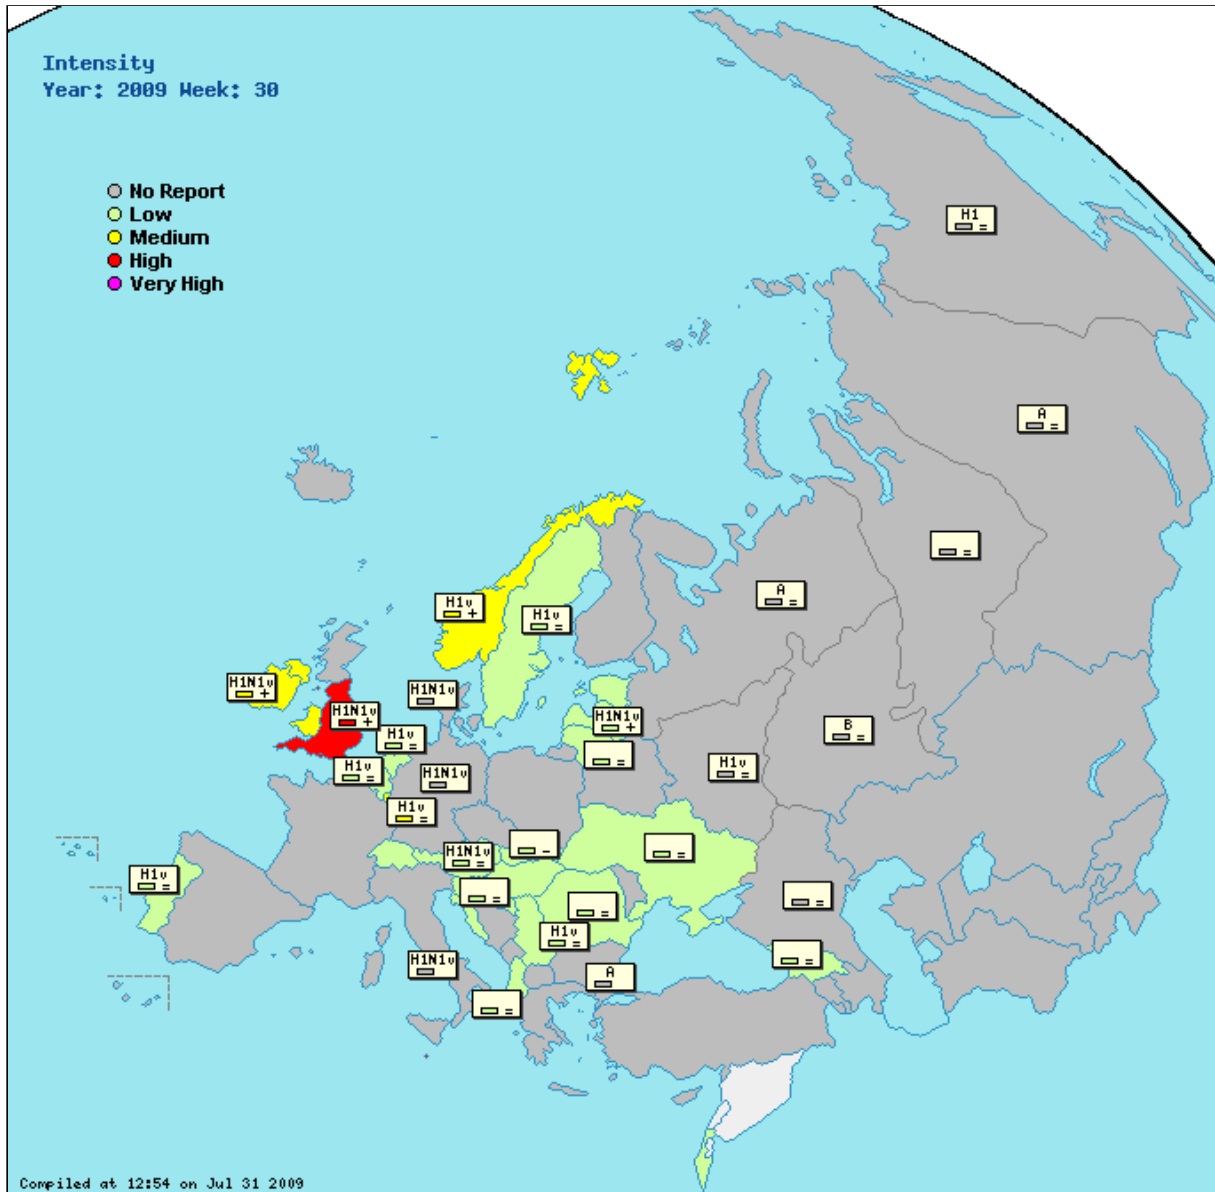 Intensity
Year: 2009 Week: 30
No Report
Low
Medium
High
Very High
H1
=
A
=
=
A
=
H1v
+
H1v
=
H1N1v
+
H1N1v
H1N1v
+
H1N1v
+
H1v
=
B
=
=
H1v
=
H1v
=
H1N1v
H1v
=
-
=
H1N1v
=
H1v
=
=
=
=
H1v
=
=
H1N1v
A
=
Compiled at 12:54 on Jul 31 2009